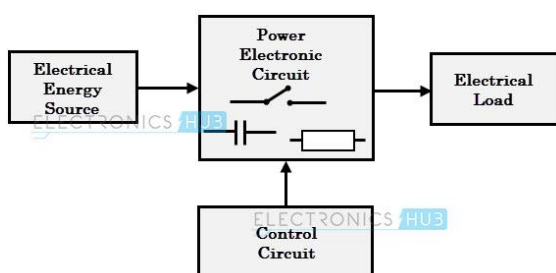 Power
Electronic
Circuit
Electrical
Energy
Source
Electrical
Load
ELECTRONICS HUB
ELECTRONICS HUB
Control
Circuit